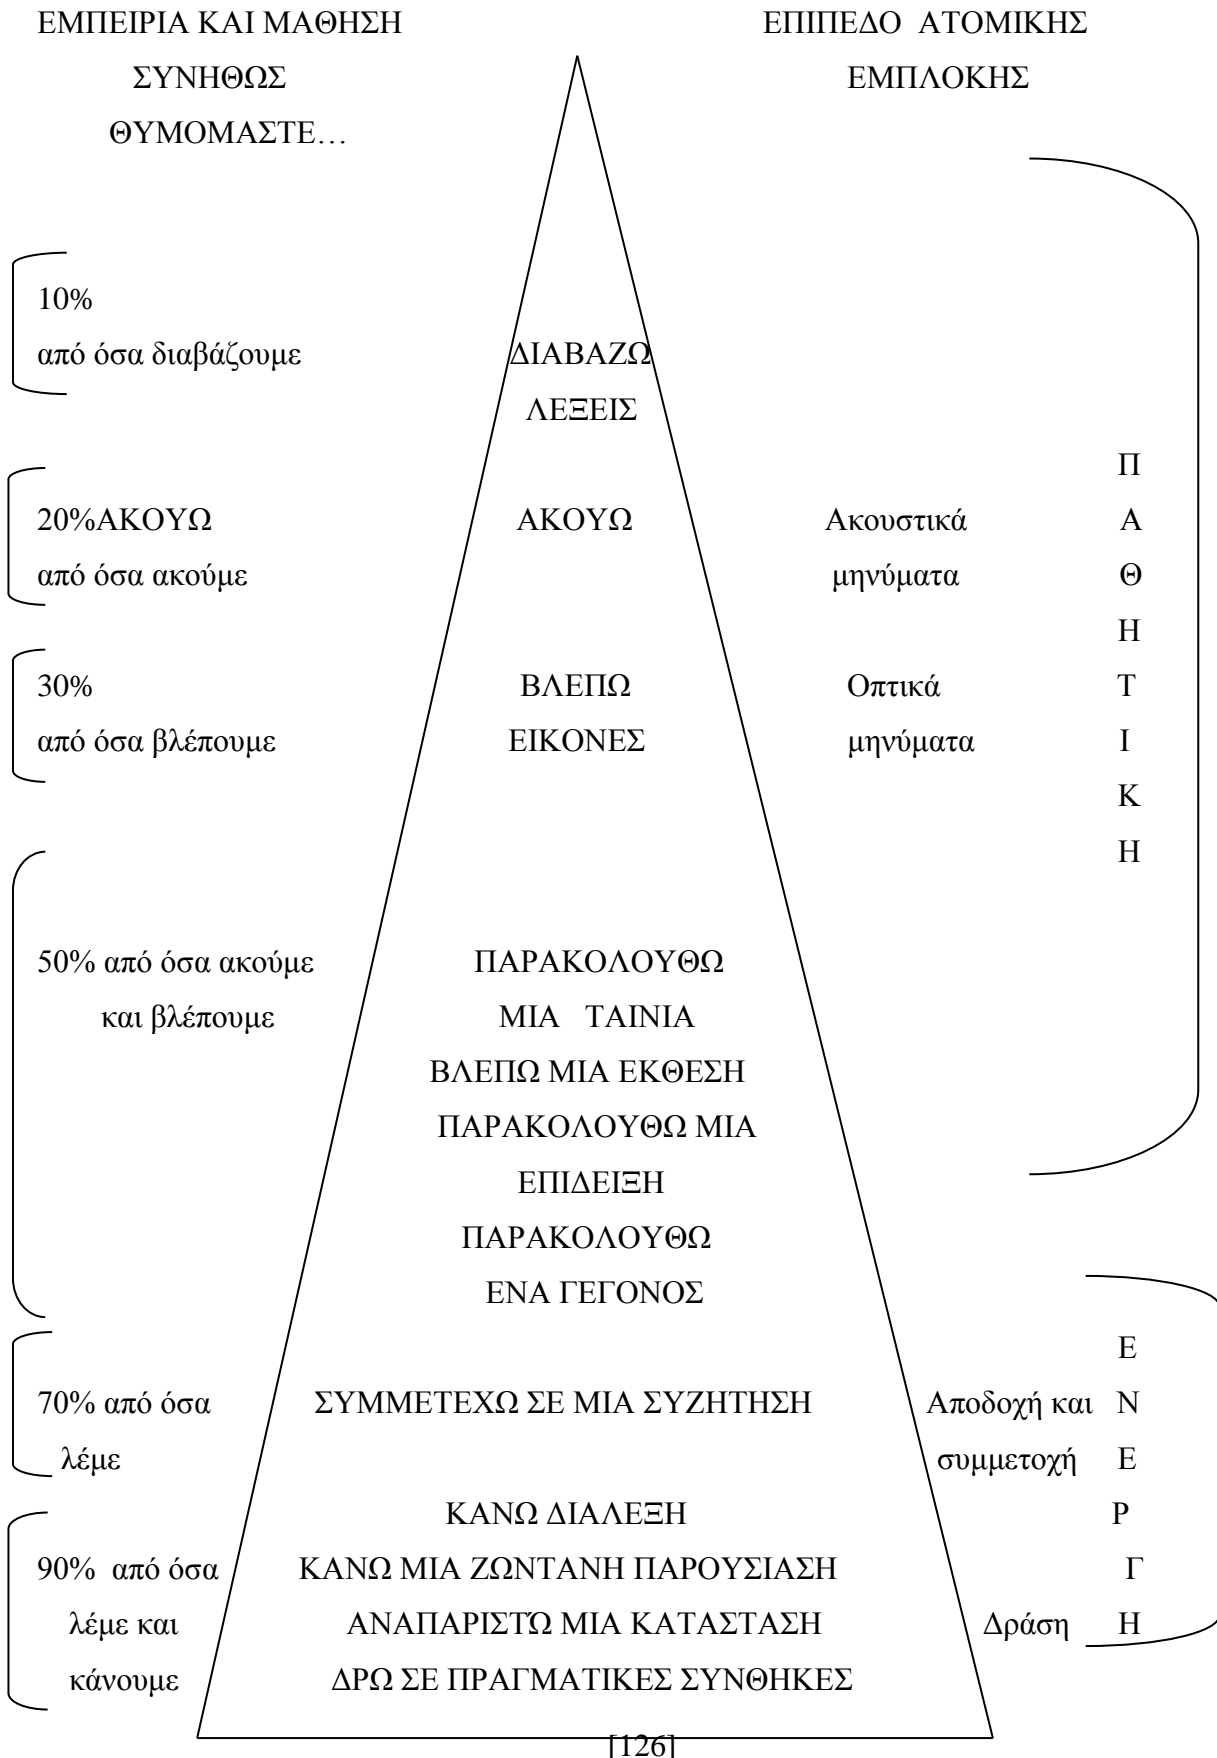 ΕΜΠΕΙΡΙΑ ΚΑΙ ΜΑΘΗΣΗ ΕΠΙΠΕΔΟ ΑΤΟΜΙΚΗΣ
ΣΥΝΗΘΩΣ ΕΜΠΛΟΚΗΣ
ΘΥΜΟΜΑΣΤΕ…
10%
από όσα διαβάζουμε ΔΙΑΒΑΖΩ
ΛΕΞΕΙΣ
Π
20%ΑΚΟΥΩ ΑΚΟΥΩ Ακουστικά Α
από όσα ακούμε μηνύματα Θ
Η
30% ΒΛΕΠΩ Οπτικά Τ
από όσα βλέπουμε ΕΙΚΟΝΕΣ μηνύματα Ι
Κ
Η
50% από όσα ακούμε ΠΑΡΑΚΟΛΟΥΘΩ
και βλέπουμε ΜΙΑ ΤΑΙΝΙΑ
ΒΛΕΠΩ ΜΙΑ ΕΚΘΕΣΗ
ΠΑΡΑΚΟΛΟΥΘΩ ΜΙΑ
ΕΠΙΔΕΙΞΗ
ΠΑΡΑΚΟΛΟΥΘΩ
ΕΝΑ ΓΕΓΟΝΟΣ
Ε
70% από όσα ΣΥΜΜΕΤΕΧΩ ΣΕ ΜΙΑ ΣΥΖΗΤΗΣΗ Αποδοχή και Ν
λέμε συμμετοχή Ε
ΚΑΝΩ ΔΙΑΛΕΞΗ Ρ
90% από όσα ΚΑΝΩ ΜΙΑ ΖΩΝΤΑΝΗ ΠΑΡΟΥΣΙΑΣΗ Γ
λέμε και ΑΝΑΠΑΡΙΣΤΏ ΜΙΑ ΚΑΤΑΣΤΑΣΗ Δράση Η
κάνουμε ΔΡΩ ΣΕ ΠΡΑΓΜΑΤΙΚΕΣ ΣΥΝΘΗΚΕΣ
[126]